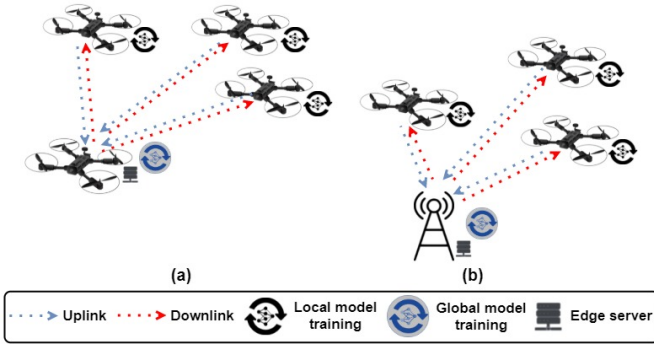 (a)
(b)
Uplink
Downlink
Local model
training
Global model
training
Edge server